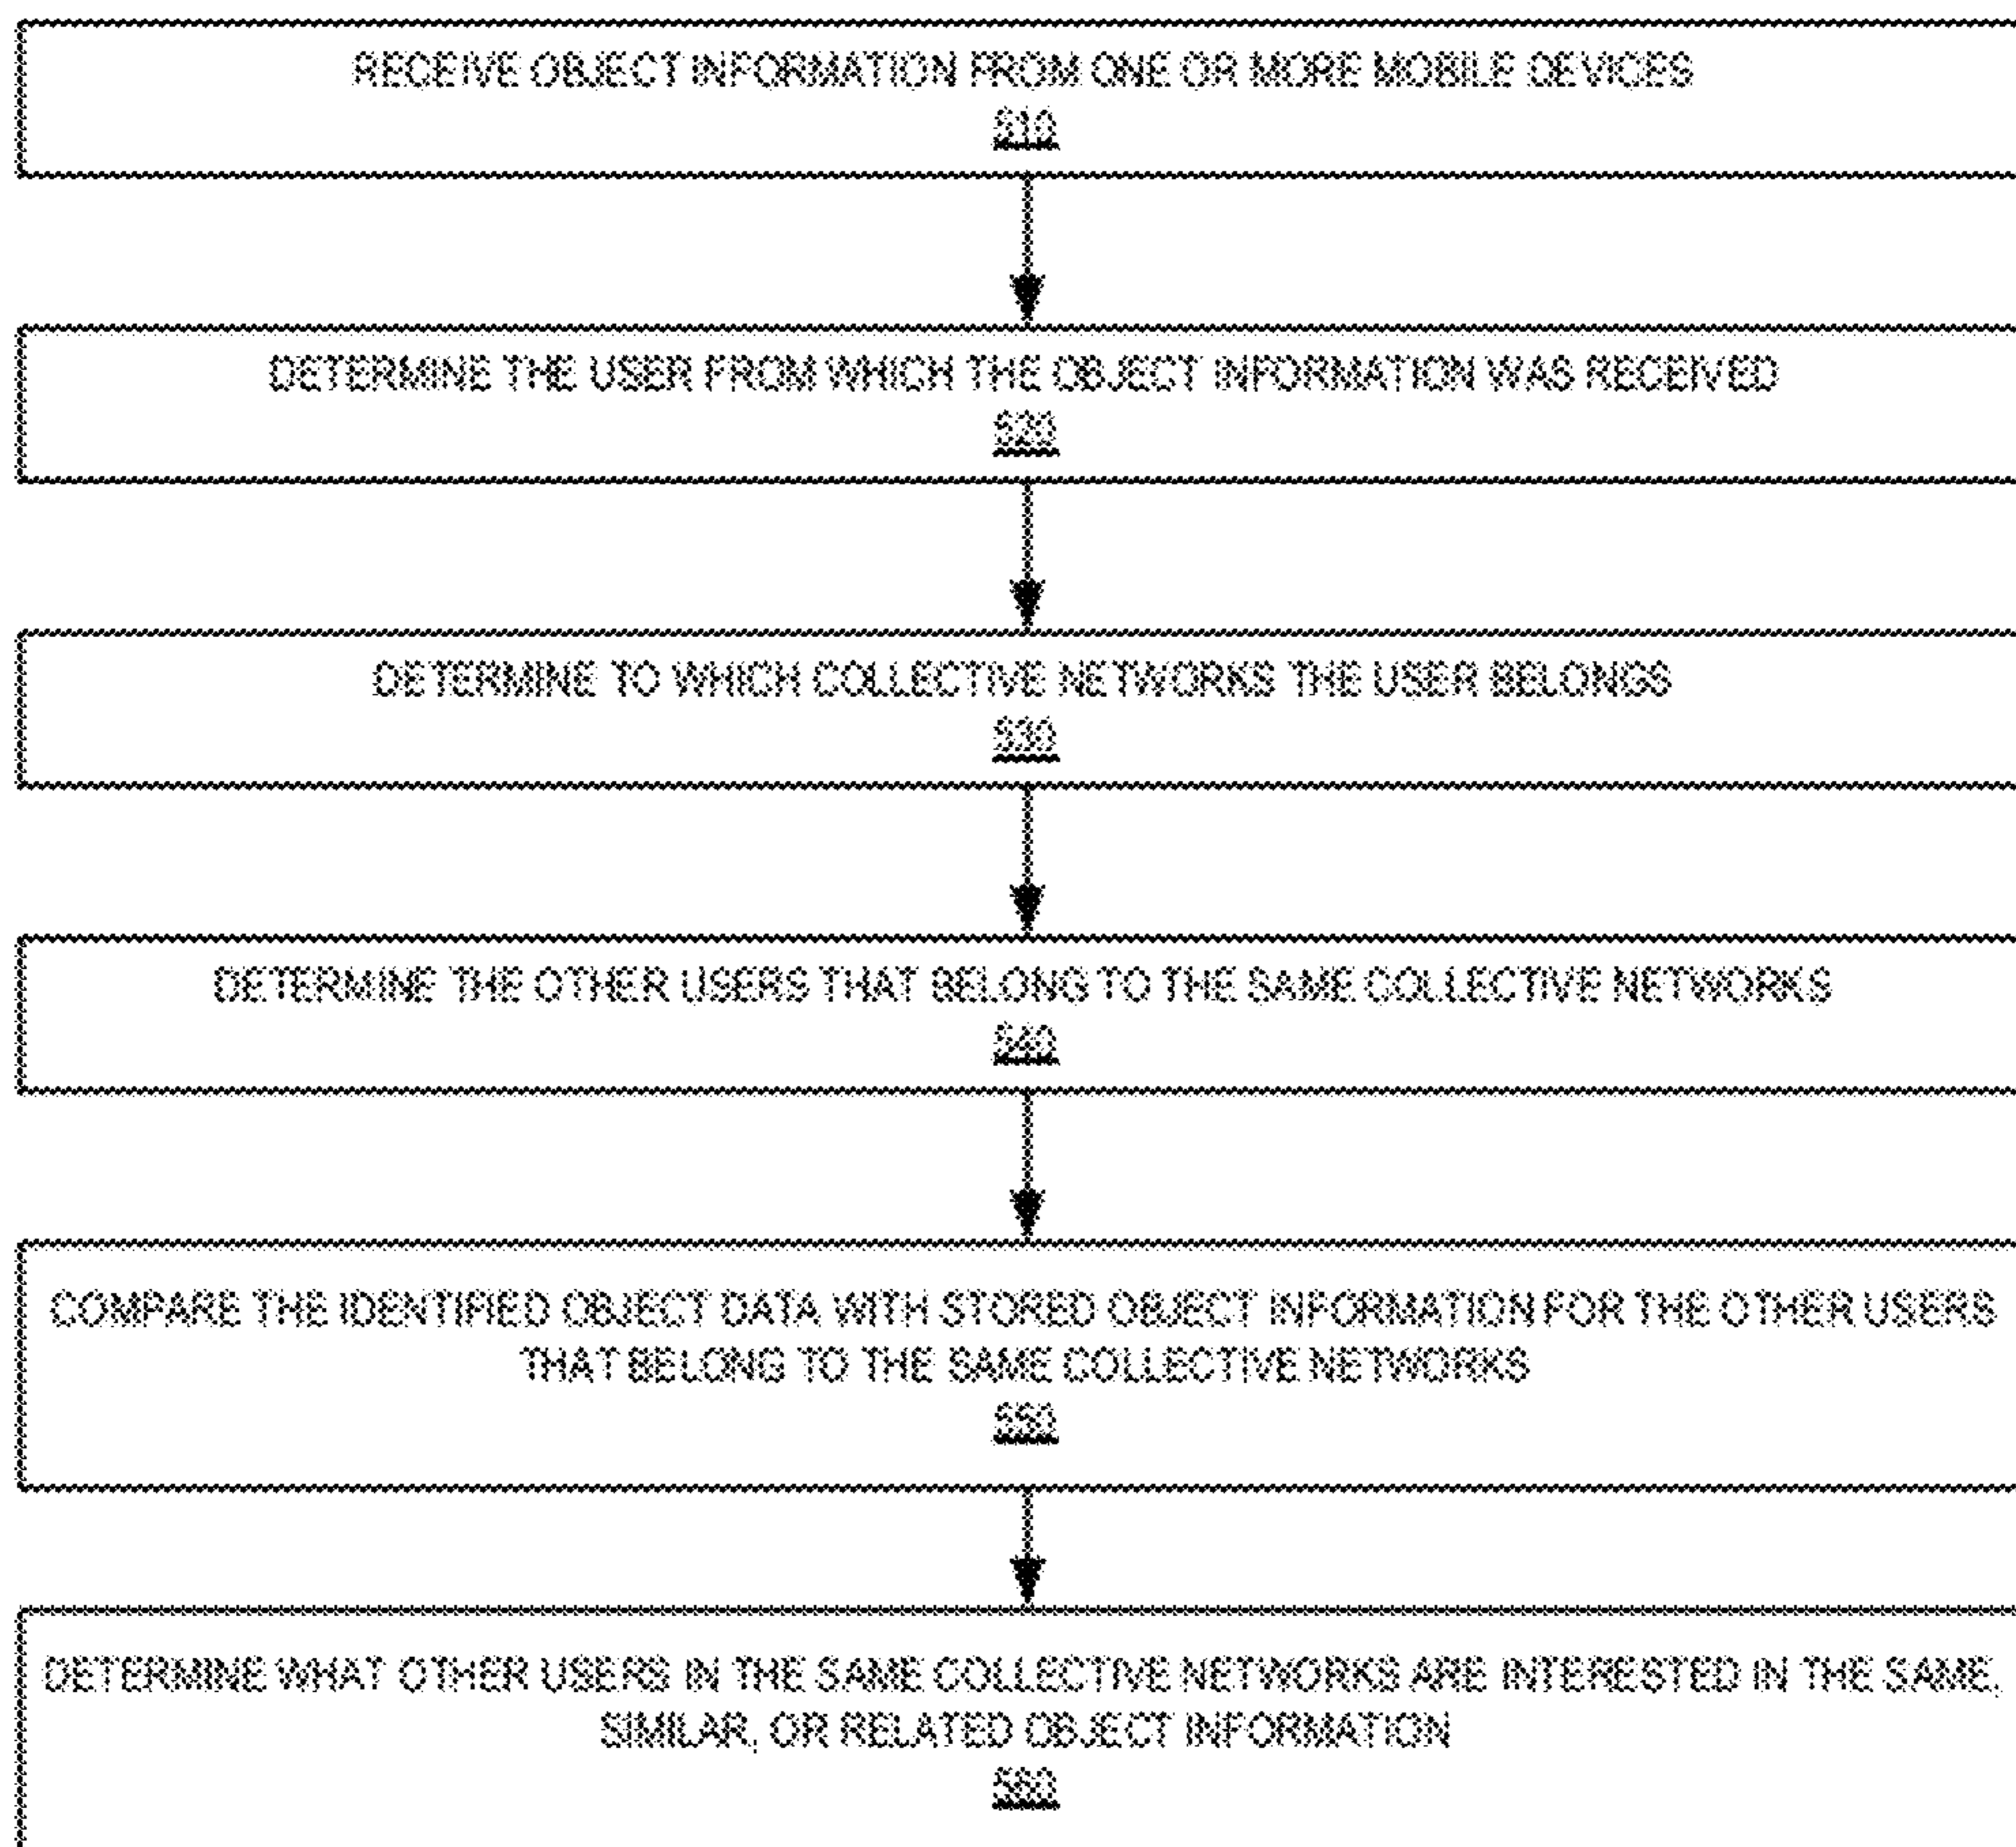 RECEIVE OBJECT INFORMATION FROM ONE OR MORE MOBILE DEVICES
510
DETERMINE THE USER FROM WHICH THE OBJECT INFORMATION WAS RECEIVED
520
DETERMINE TO WHICH COLLECTIVE NETWORKS THE USER BELONGS
530
DETERMINE THE OTHER USERS THAT BELONG TO THE SAME COLLECTIVE NETWORKS
540
COMPARE THE IDENTIFIED OBJECT DATA WITH STORED OBJECT INFORMATION FOR THE OTHER USERS
THAT BELONG TO THE SAME COLLECTIVE NETWORKS
550
DETERMINE WHAT OTHER USERS IN THE SAME COLLECTIVE NETWORKS ARE INTERESTED IN THE SAME,
SIMILAR, OR RELATED OBJECT INFORMATION
560